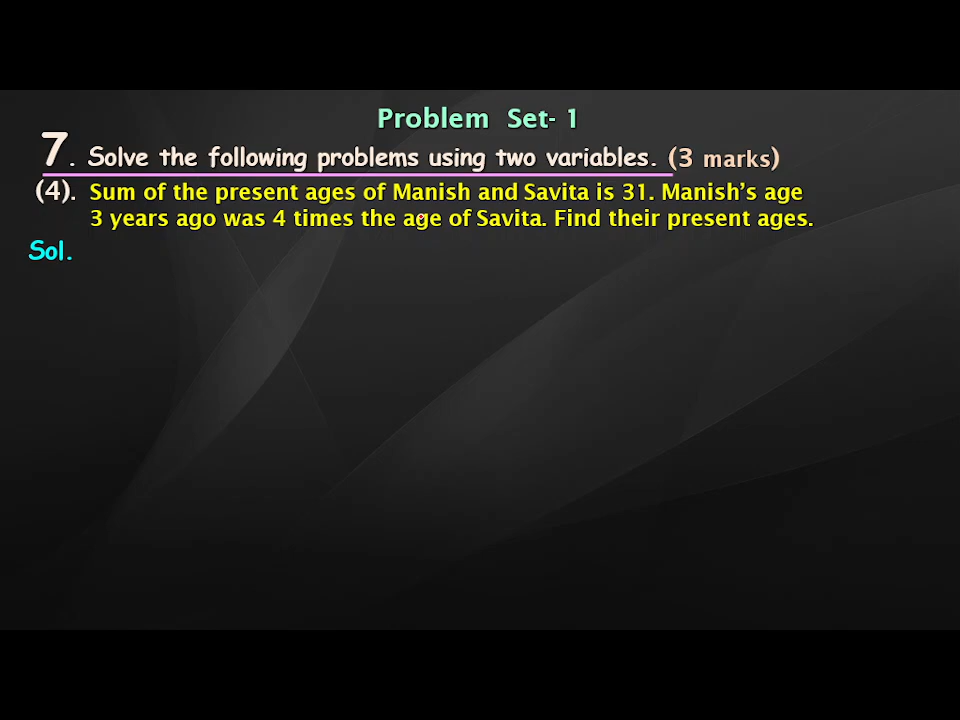 Problem Set- 1
7. Solve the following problems using two variables. (3 marks)
(4). Sum of the present ages of Manish and Savita is 31. Manish's age
3 years ago was 4 times the age of Savita. Find their present ages.
Sol.